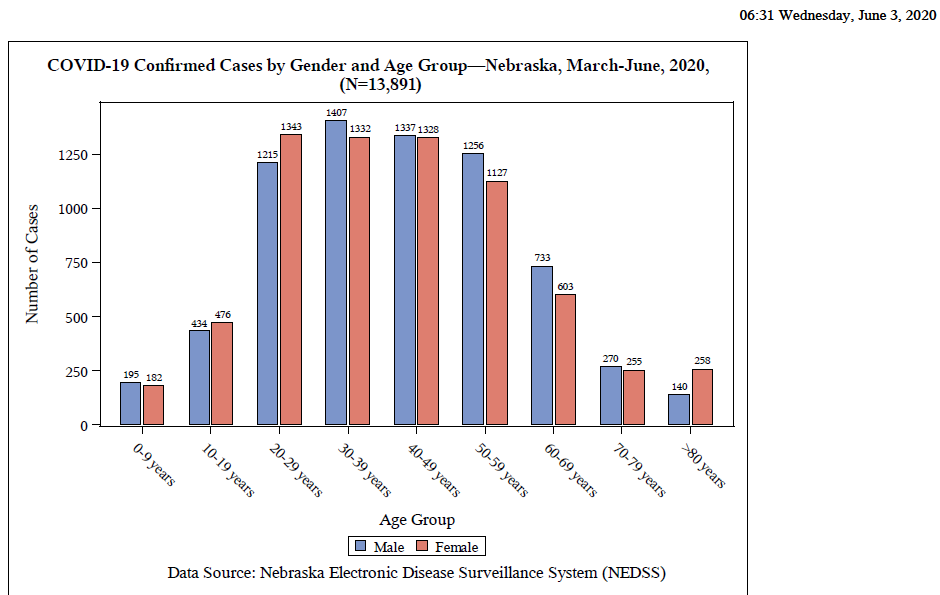 06:31 Wednesday, June 3, 2020
COVID-19 Confirmed Cases by Gender and Age Group—Nebraska, March-June, 2020,
(N=13,891)
Number of Cases
1250
1000
750
500
250
0
195 182
434 476
1215 1343
1407 1332
1337 1328
1256 1127
733 603
270 255
140 258
0-9 years
10-19 years
20-29 years
30-39 years
40-49 years
50-59 years
60-69 years
70-79 years
>80 years
Age Group
Male Female
Data Source: Nebraska Electronic Disease Surveillance System (NEDSS)